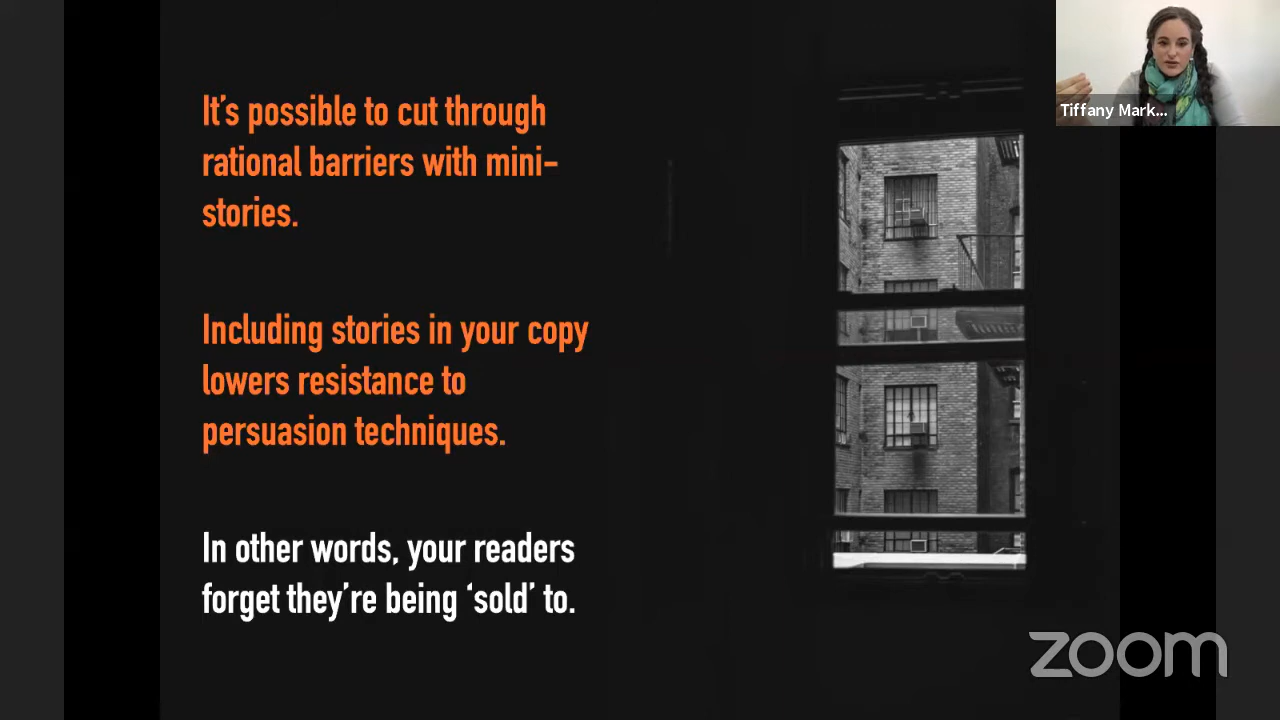 It's possible to cut through
rational barriers with mini-
stories.
Including stories in your copy
lowers resistance to
persuasion techniques.
In other words, your readers
forget they're being ‘sold’ to.
Tiffany Mark...
zoom